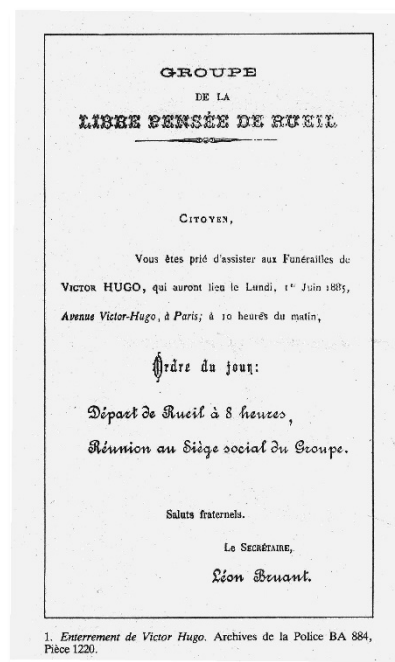 GROUPE
DE LA
LIBRE PENSÉE DE RUEIL
CITOYEN,
Vous êtes prié d'assister aux Funérailles de
VICTOR HUGO, qui auront lieu le Lundi, 1er Juin 1885,
Avenue Victor-Hugo, à Paris; à 10 heures du matin,
Ordre du jour:
Départ de Rueil à 8 heures,
Réunion au Siège social du Groupe.
Saluts fraternels.
LE SECRÉTAIRE,
Léon Bruant.
1. Enterrement de Victor Hugo. Archives de la Police BA 884,
Pièce 1220.